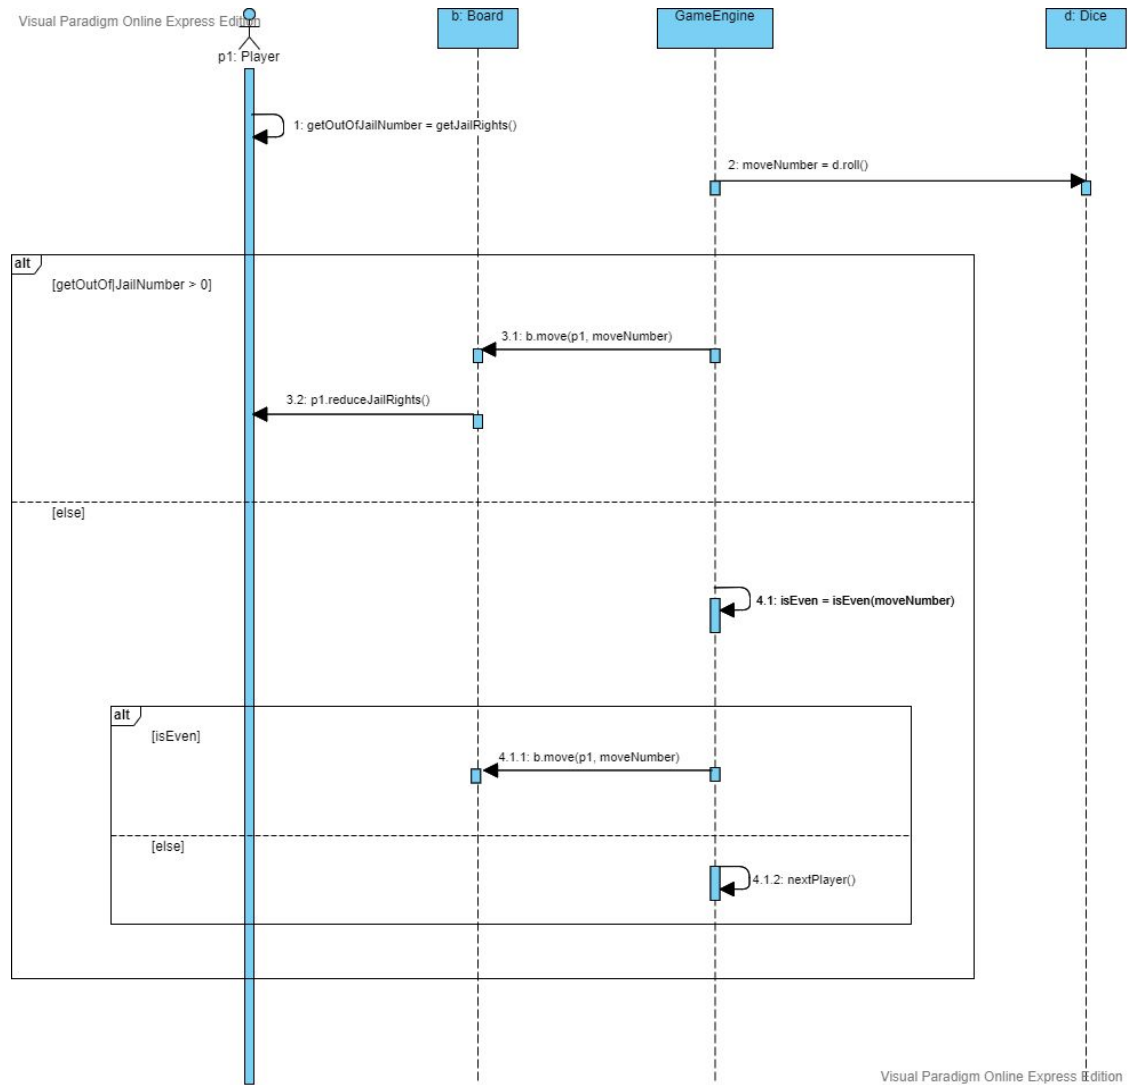 Visual Paradigm Online Express Edition
p1: Player
b: Board
GameEngine
d: Dice
1: getOutOfJailNumber = getJailRights()
2: moveNumber = d.roll()
alt
[getOutOf|JailNumber > 0]
3.1: b.move(p1, moveNumber)
3.2: p1.reduceJailRights()
[else]
4.1: isEven = isEven(moveNumber)
alt
[isEven]
4.1.1: b.move(p1, moveNumber)
[else]
4.1.2: nextPlayer()
Visual Paradigm Online Express Edition